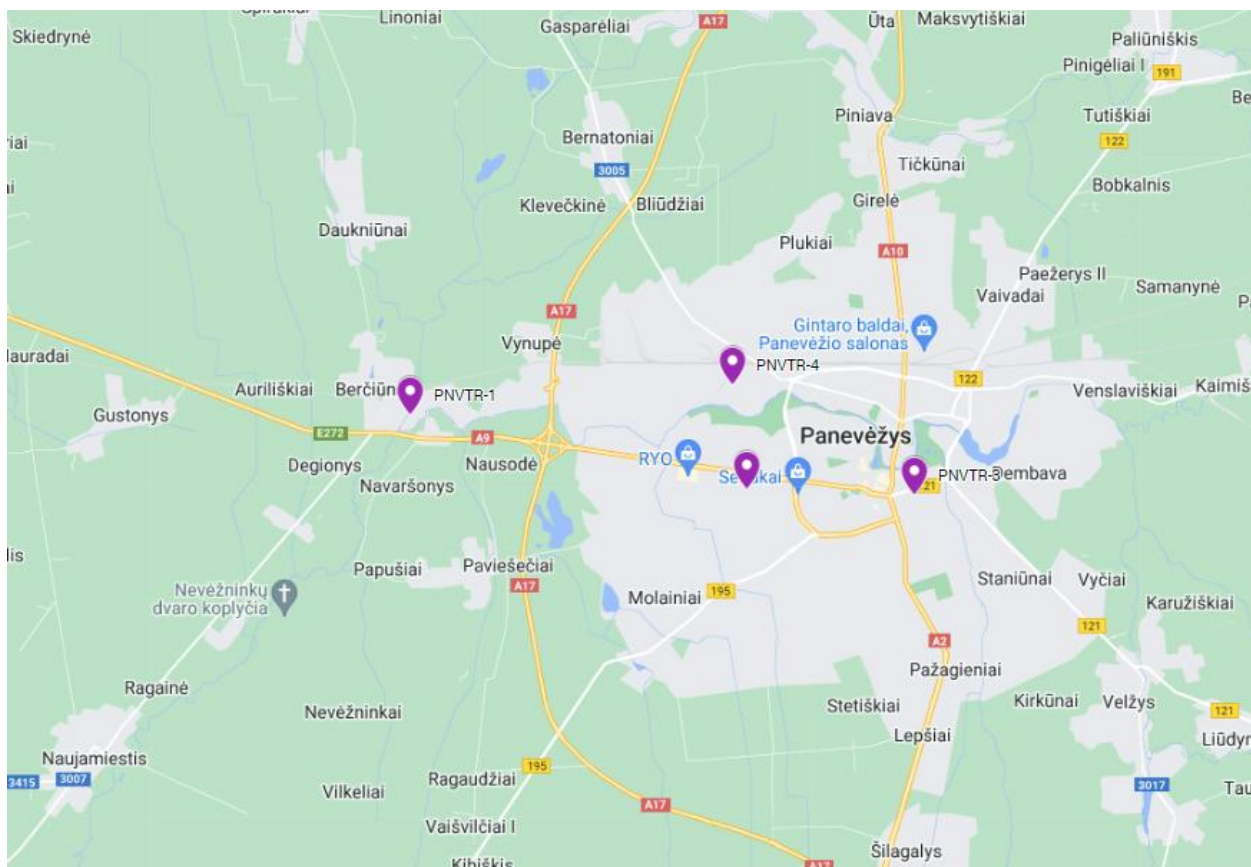 Skiedrynė
Linoniai
Gasparėliai
A17
Ūta
Maksvytiškiai
Paliūniškis
Pinigėliai I
191
Bernatoniai
Piniava
Tutiškiai
122
3005
Tičkūnai
Bobkalnis
Klevečkinė
Bliūdžiai
Girelė
Daukniūnai
Plukiai
A10
Paežerys II
Samanynė
Vaivadai
A17
Gintaro baldai,
Panevėžio salonas
Vynupė
PNVTR-4
122
Auriliškiai
Berčiūn
PNVTR-1
Venslaviškiai
Kaimiš
Gustonys
E272
A9
Panevėžys
Degionys
Nausodė
RYO
Navaršonys
PNVTR-3
Dembava
Papušiai
Paviešečiai
A17
Staniūnai
Vyčiai
Nevėžninkų
dvaro koplyčia
Molainiai
195
Karužiškiai
121
A2
Pažagieniai
Ragainė
Nevėžninkai
Stetiškiai
Kirkūnai
Velžys
121
Lepšiai
Naujamiestis
195
3415
3007
Ragaudžiai
3017
Vilkeliai
A17
Vaišvilčiai I
Šilagalys
A17